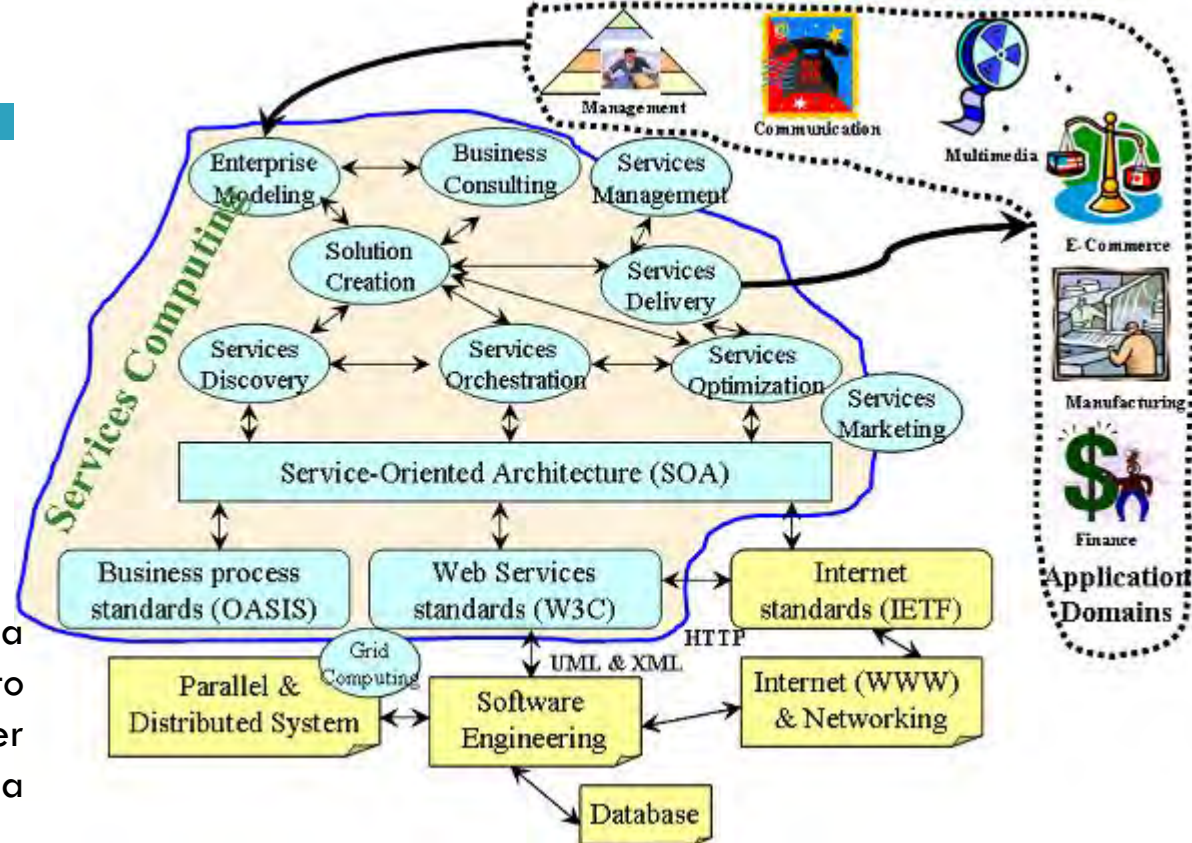 Management
Communication
Multimedia
E-Commerce
Manufacturing
Finance
Application
Domains
Services Computing
Enterprise
Modeling
Business
Consulting
Services
Management
Solution
Creation
Services
Delivery
Services
Discovery
Services
Orchestration
Services
Optimization
Services
Marketing
Service-Oriented Architecture (SOA)
Business process
standards (OASIS)
Web Services
standards (W3C)
Internet
standards (IETF)
HTTP
UML & XML
Grid
Computing
Parallel &
Distributed System
Software
Engineering
Internet (WWW)
& Networking
Database
a
ro
er
a